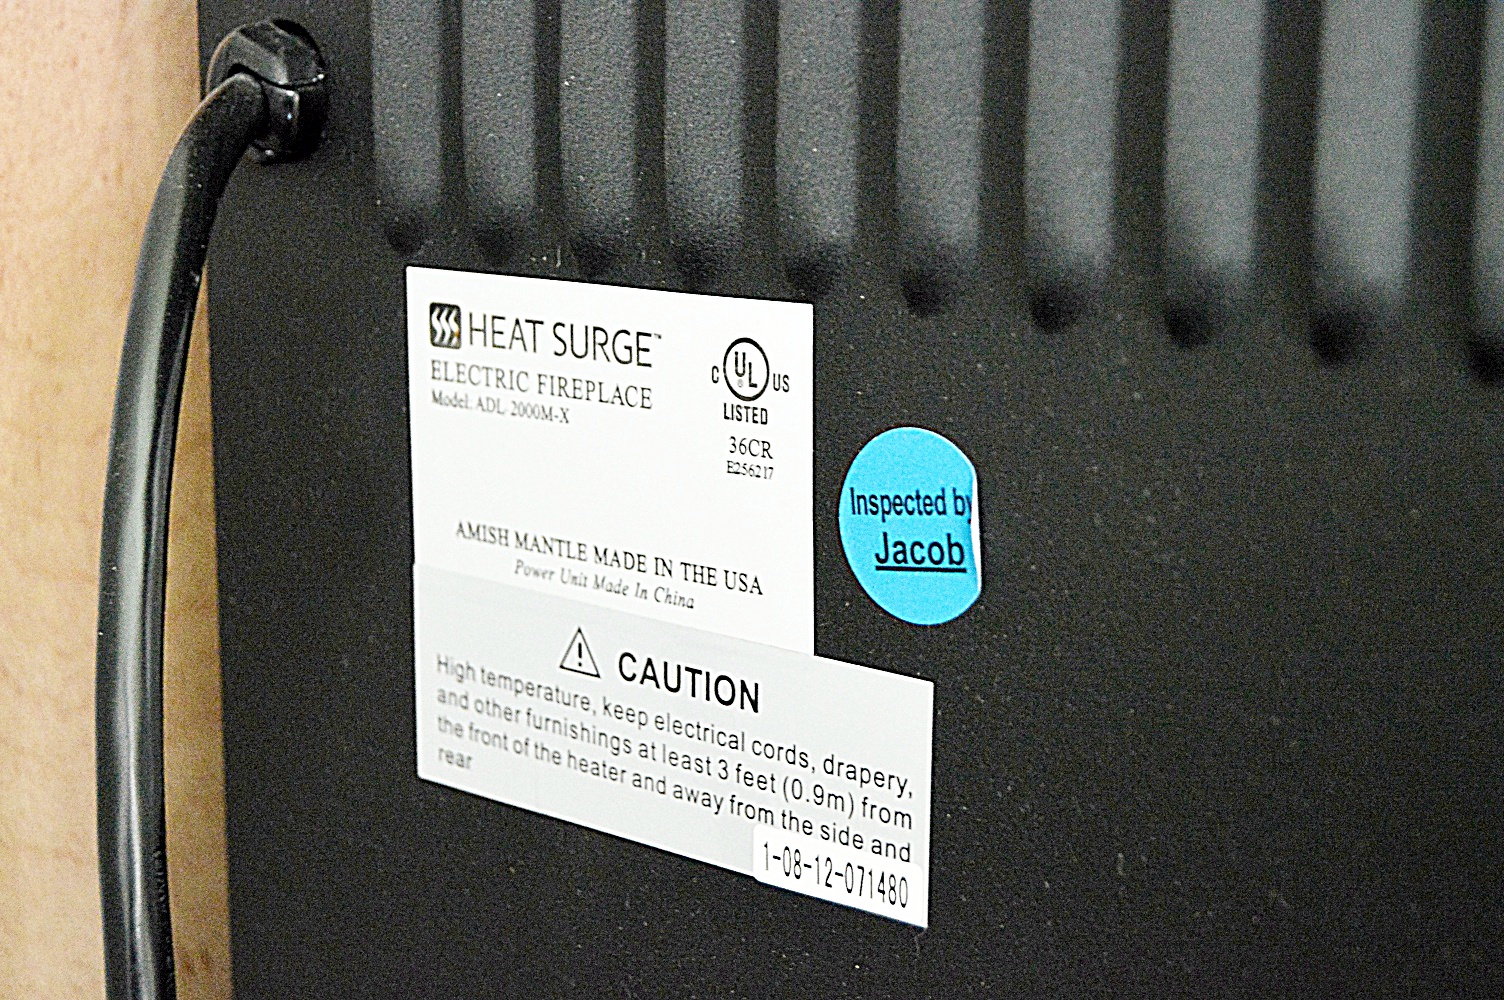 HEAT SURGE™
ELECTRIC FIREPLACE
Model: ADL-2000M-X
C UL® US
LISTED
36CR
E256217
AMISH MANTLE MADE IN THE USA
Power Unit Made In China
Inspected by
Jacob
CAUTION
High temperature, keep electrical cords, drapery,
and other furnishings at least 3 feet (0.9m) from
the front of the heater and away from the side and
rear
1-08-12-071480